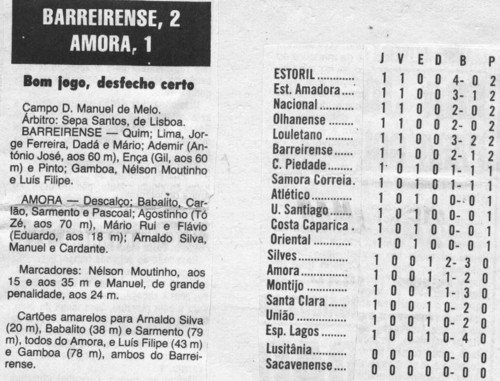 BARREIRENSE, 2
AMORA, 1
Bom jogo, desfecho certo
Campo D. Manuel de Melo.
Árbitro: Sepa Santos, de Lisboa.
BARREIRENSE — Quim; Lima, Jor-
ge Ferreira, Dadá e Mário; Ademir (An-
tónio José, aos 60 m), Ença (Gil, aos 60
m) e Pinto; Gamboa, Nélson Moutinho
e Luís Filipe.
AMORA — Descalço; Babalito, Car-
lão, Sarmento e Pascoal; Agostinho (Tó
Zé, aos 70 m), Mário Rui e Flávio
(Eduardo, aos 18 m); Arnaldo Silva,
Manuel e Cardante.
Marcadores: Nélson Moutinho, aos
15 e aos 35 m e Manuel, de grande
penalidade, aos 24 m.
Cartões amarelos para Arnaldo Silva
(20 m), Babalito (38 m) e Sarmento (79
m), todos do Amora, e Luís Filipe (43 m)
e Gamboa (78 m), ambos do Barrei-
rense.
J V E D B P
ESTORIL............ 1 1 0 0 4- 0 2
Est. Amadora ...... 1 1 0 0 3- 1 2
Nacional ............ 1 1 0 0 2- 0 2
Olhanense .......... 1 1 0 0 2- 0 2
Louletano ........... 1 1 0 0 3- 2 2
Barreirense ......... 1 1 0 0 2- 1 2
C. Piedade .......... 1 0 1 0 1- 1 1
Samora Correia. 1 0 1 0 1- 1 1
Atlético ............. 1 0 1 0 0- 0 1
U. Santiago ........ 1 0 1 0 0- 0 1
Costa Caparica . 1 0 1 0 0- 0 1
Oriental ............. 1 0 1 0 0- 0 1
Silves ................ 1 0 0 1 2- 3 0
Amora ............... 1 0 0 1 1- 2 0
Montijo .............. 1 0 0 1 1- 3 0
Santa Clara ........ 1 0 0 1 0- 2 0
União ................ 1 0 0 1 0- 2 0
Esp. Lagos ......... 1 0 0 1 0- 4 0
Lusitânia............ 0 0 0 0 0- 0 0
Sacavenense ...... 0 0 0 0 0- 0 0